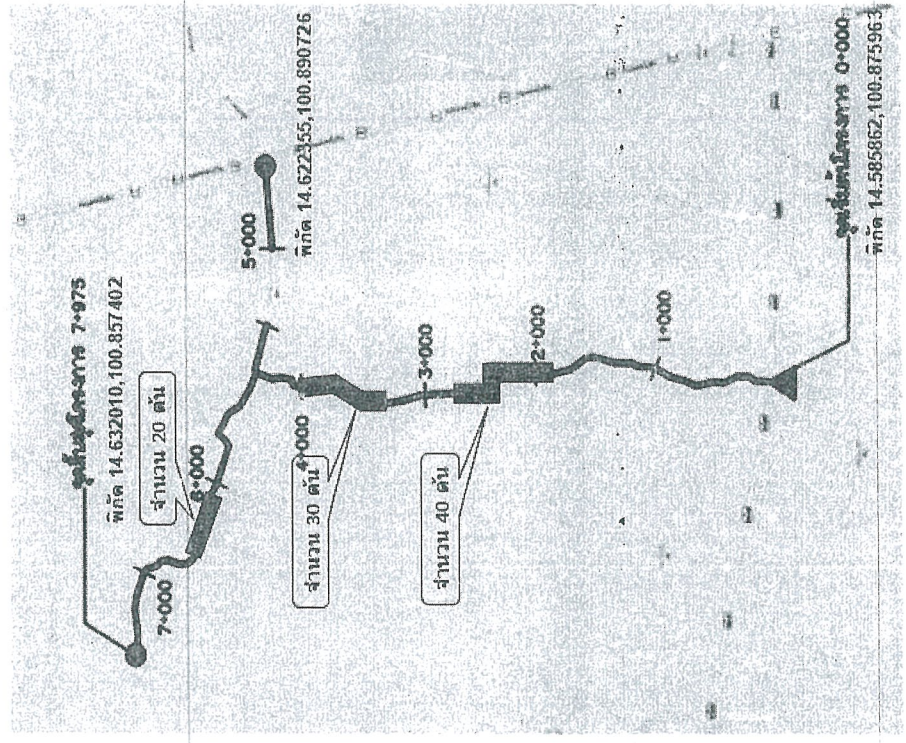 จุดสิ้นสุดโครงการ 7+975
พิกัด 14.632010,100.857402
จำนวน 20 ต้น
7+000
6+000
5+000
พิกัด 14.622355,100.890726
4+000
จำนวน 30 ต้น
3+000
จำนวน 40 ต้น
2+000
1+000
จุดเริ่มต้นโครงการ 0+000
พิกัด 14.585862,100.875963